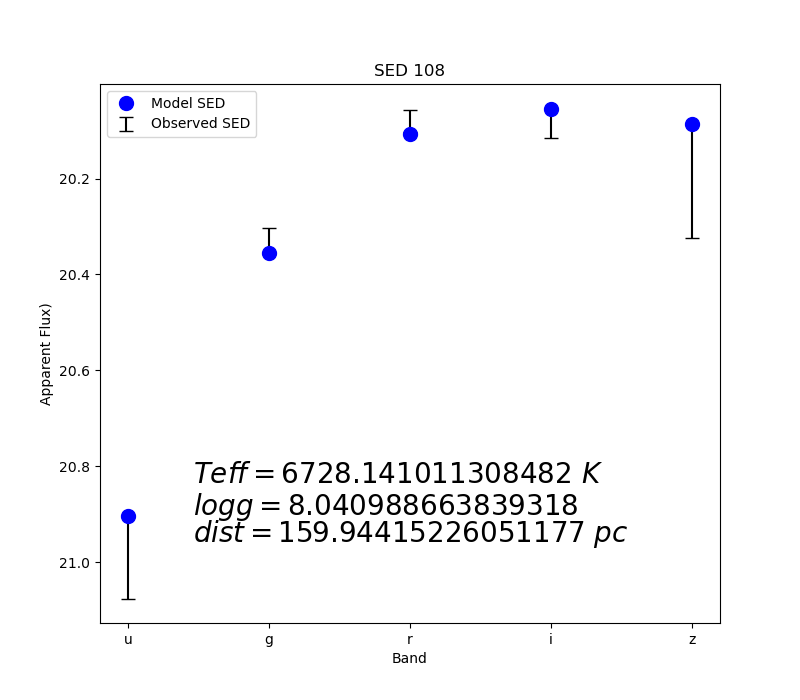 SED 108
Model SED
Observed SED
20.2
20.4
20.6
20.8
21.0
Apparent Flux)
Teff = 6728.141011308482 K
logg = 8.040988663839318
dist = 159.94415226051177 pc
u g r i z
Band